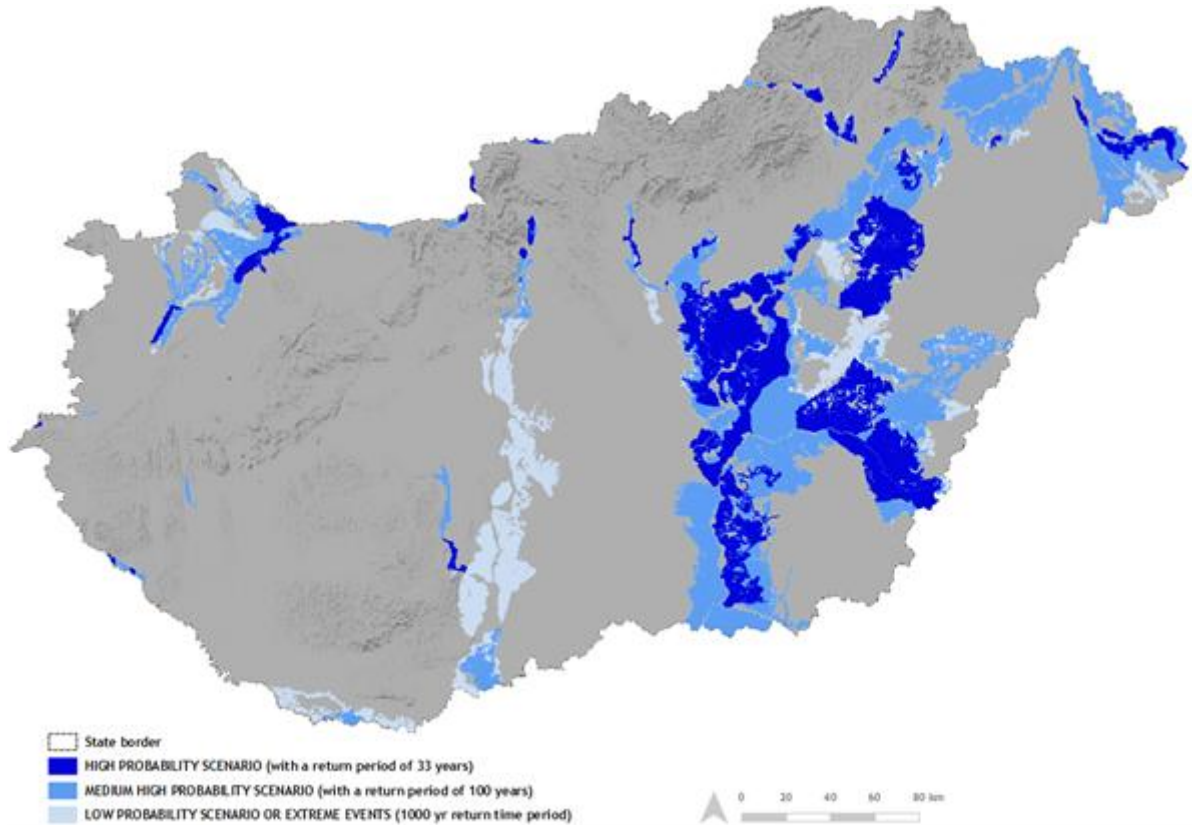 State border
HIGH PROBABILITY SCENARIO (with a return period of 33 years)
MEDIUM HIGH PROBABILITY SCENARIO (with a return period of 100 years)
LOW PROBABILITY SCENARIO OR EXTREME EVENTS (1000 yr return time period)
0 20 40 60 80 km